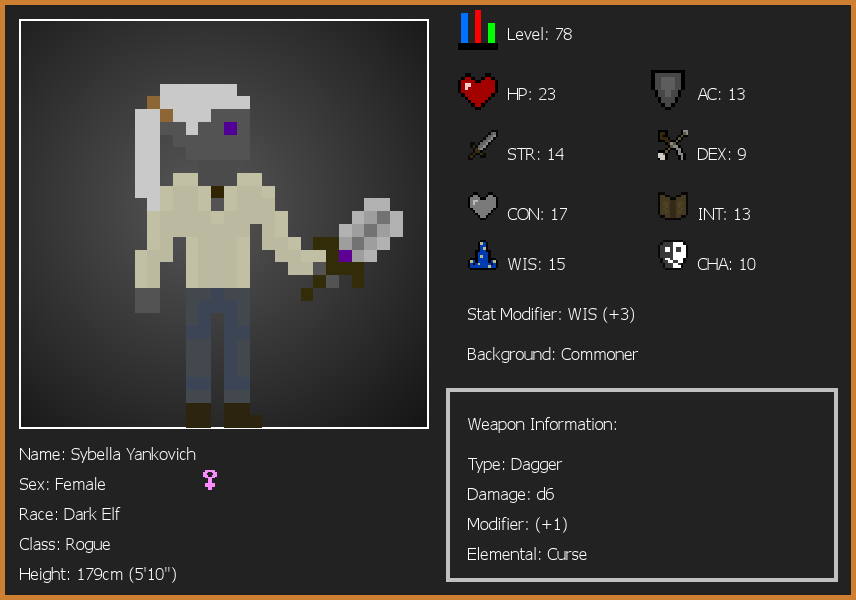 Level: 78
HP: 23
AC: 13
STR: 14
DEX: 9
CON: 17
INT: 13
WIS: 15
CHA: 10
Stat Modifier: WIS (+3)
Background: Commoner
Weapon Information:
Type: Dagger
Damage: d6
Modifier: (+1)
Elemental: Curse
Name: Sybella Yankovich
Sex: Female
Race: Dark Elf
Class: Rogue
Height: 179cm (5'10")